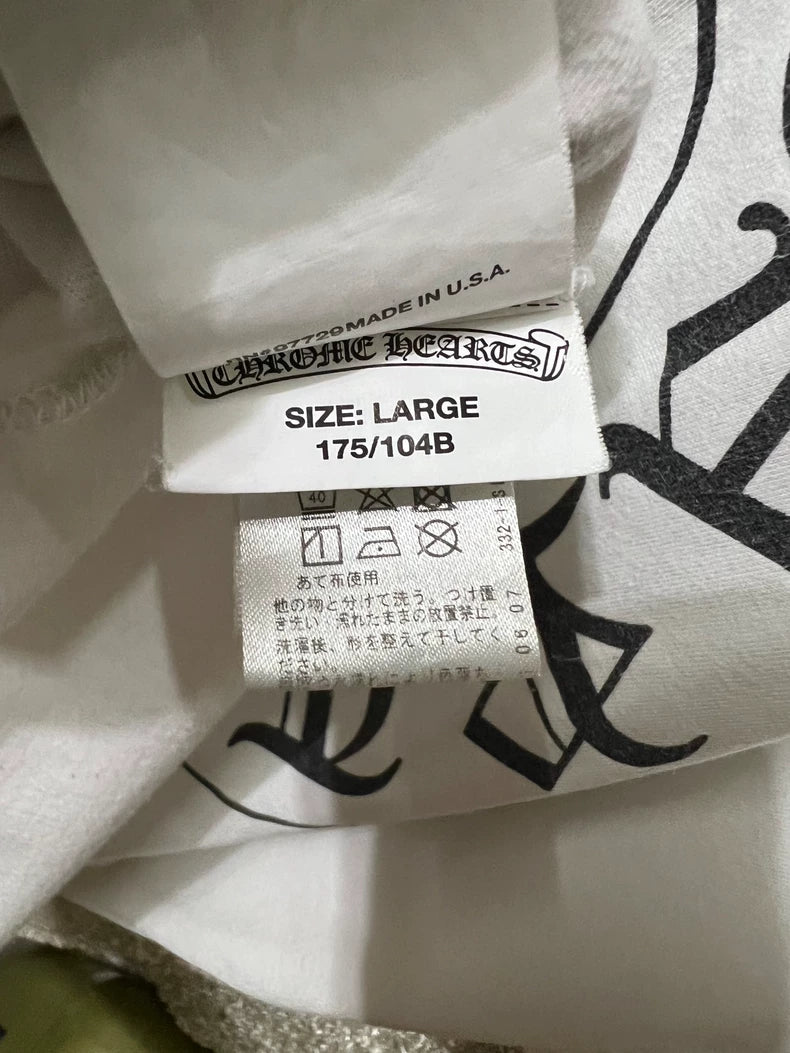 MADE IN U.S.A.
CHROME HEARTS
SIZE: LARGE
175/104B
40
あて布使用
他の物と分けて洗う。つけ置
き洗い、濡れたままの放置禁止。
洗濯後、形を整えて干してく
ださい。